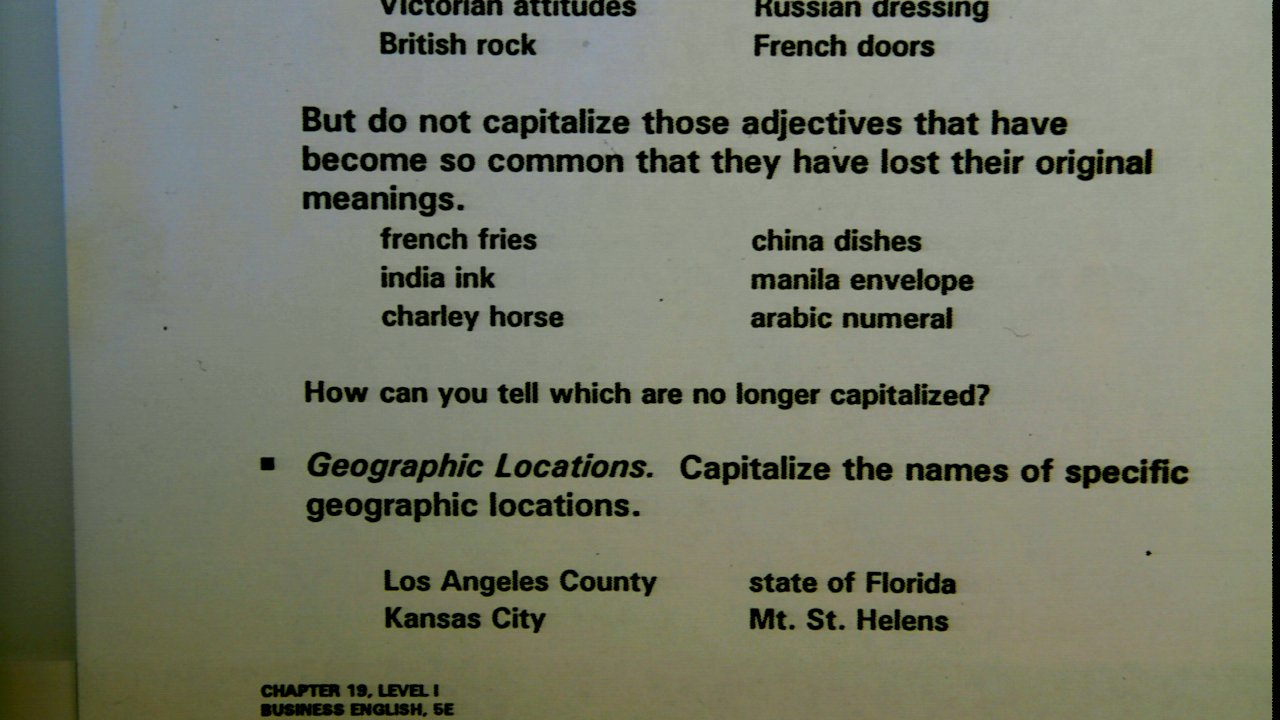 Victorian attitudes Russian dressing
British rock French doors
But do not capitalize those adjectives that have
become so common that they have lost their original
meanings.
french fries china dishes
india ink manila envelope
charley horse arabic numeral
How can you tell which are no longer capitalized?
▪ Geographic Locations. Capitalize the names of specific
geographic locations.
Los Angeles County state of Florida
Kansas City Mt. St. Helens
CHAPTER 19, LEVEL I
BUSINESS ENGLISH, 5E